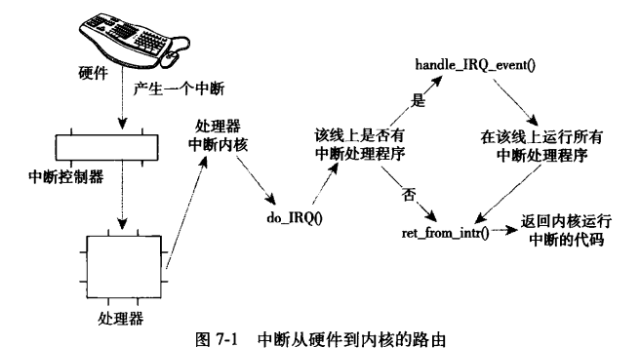 硬件
产生一个中断
中断控制器
处理器
处理器
中断内核
do_IRQ()
该线上是否有
中断处理程序
是
否
handle_IRQ_event()
在该线上运行所有
中断处理程序
ret_from_intr()
返回内核运行
中断的代码
图 7-1 中断从硬件到内核的路由